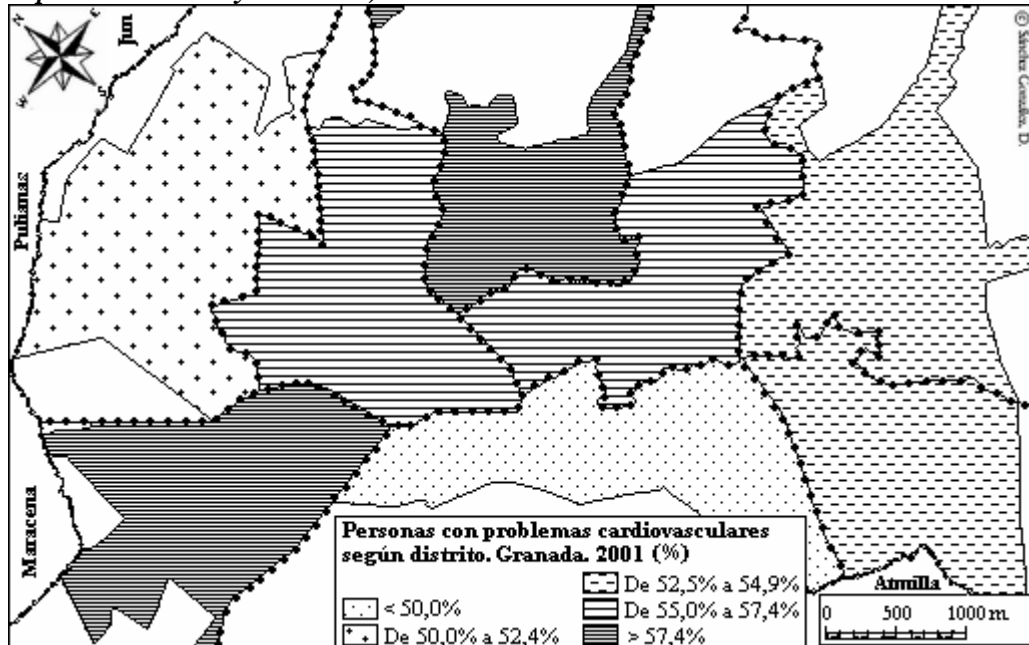 Jun
N
E
W
S
© Sánchez González, D.
Pulianas
Maracena
Personas con problemas cardiovasculares
según distrito. Granada. 2001 (%)
< 50,0%
De 50,0% a 52,4%
De 52,5% a 54,9%
De 55,0% a 57,4%
> 57,4%
Armilla
0 500 1000 m.